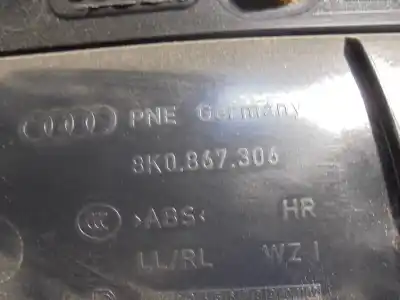 PNE Germany
8K0.867.306
>ABS< HR
LL/RL WZ 1